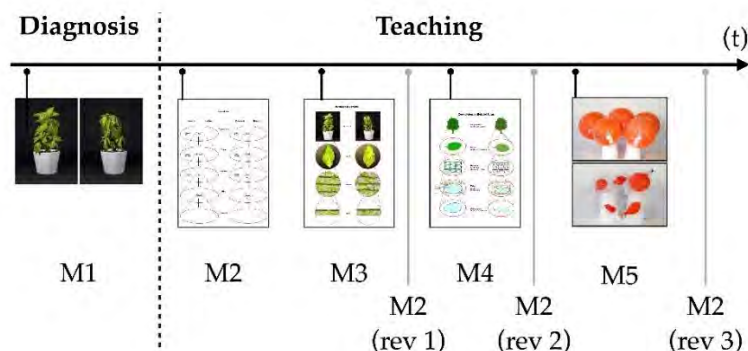 Diagnosis Teaching
(t)
M1 M2 M3 M4 M5
M2 M2 M2
(rev 1) (rev 2) (rev 3)